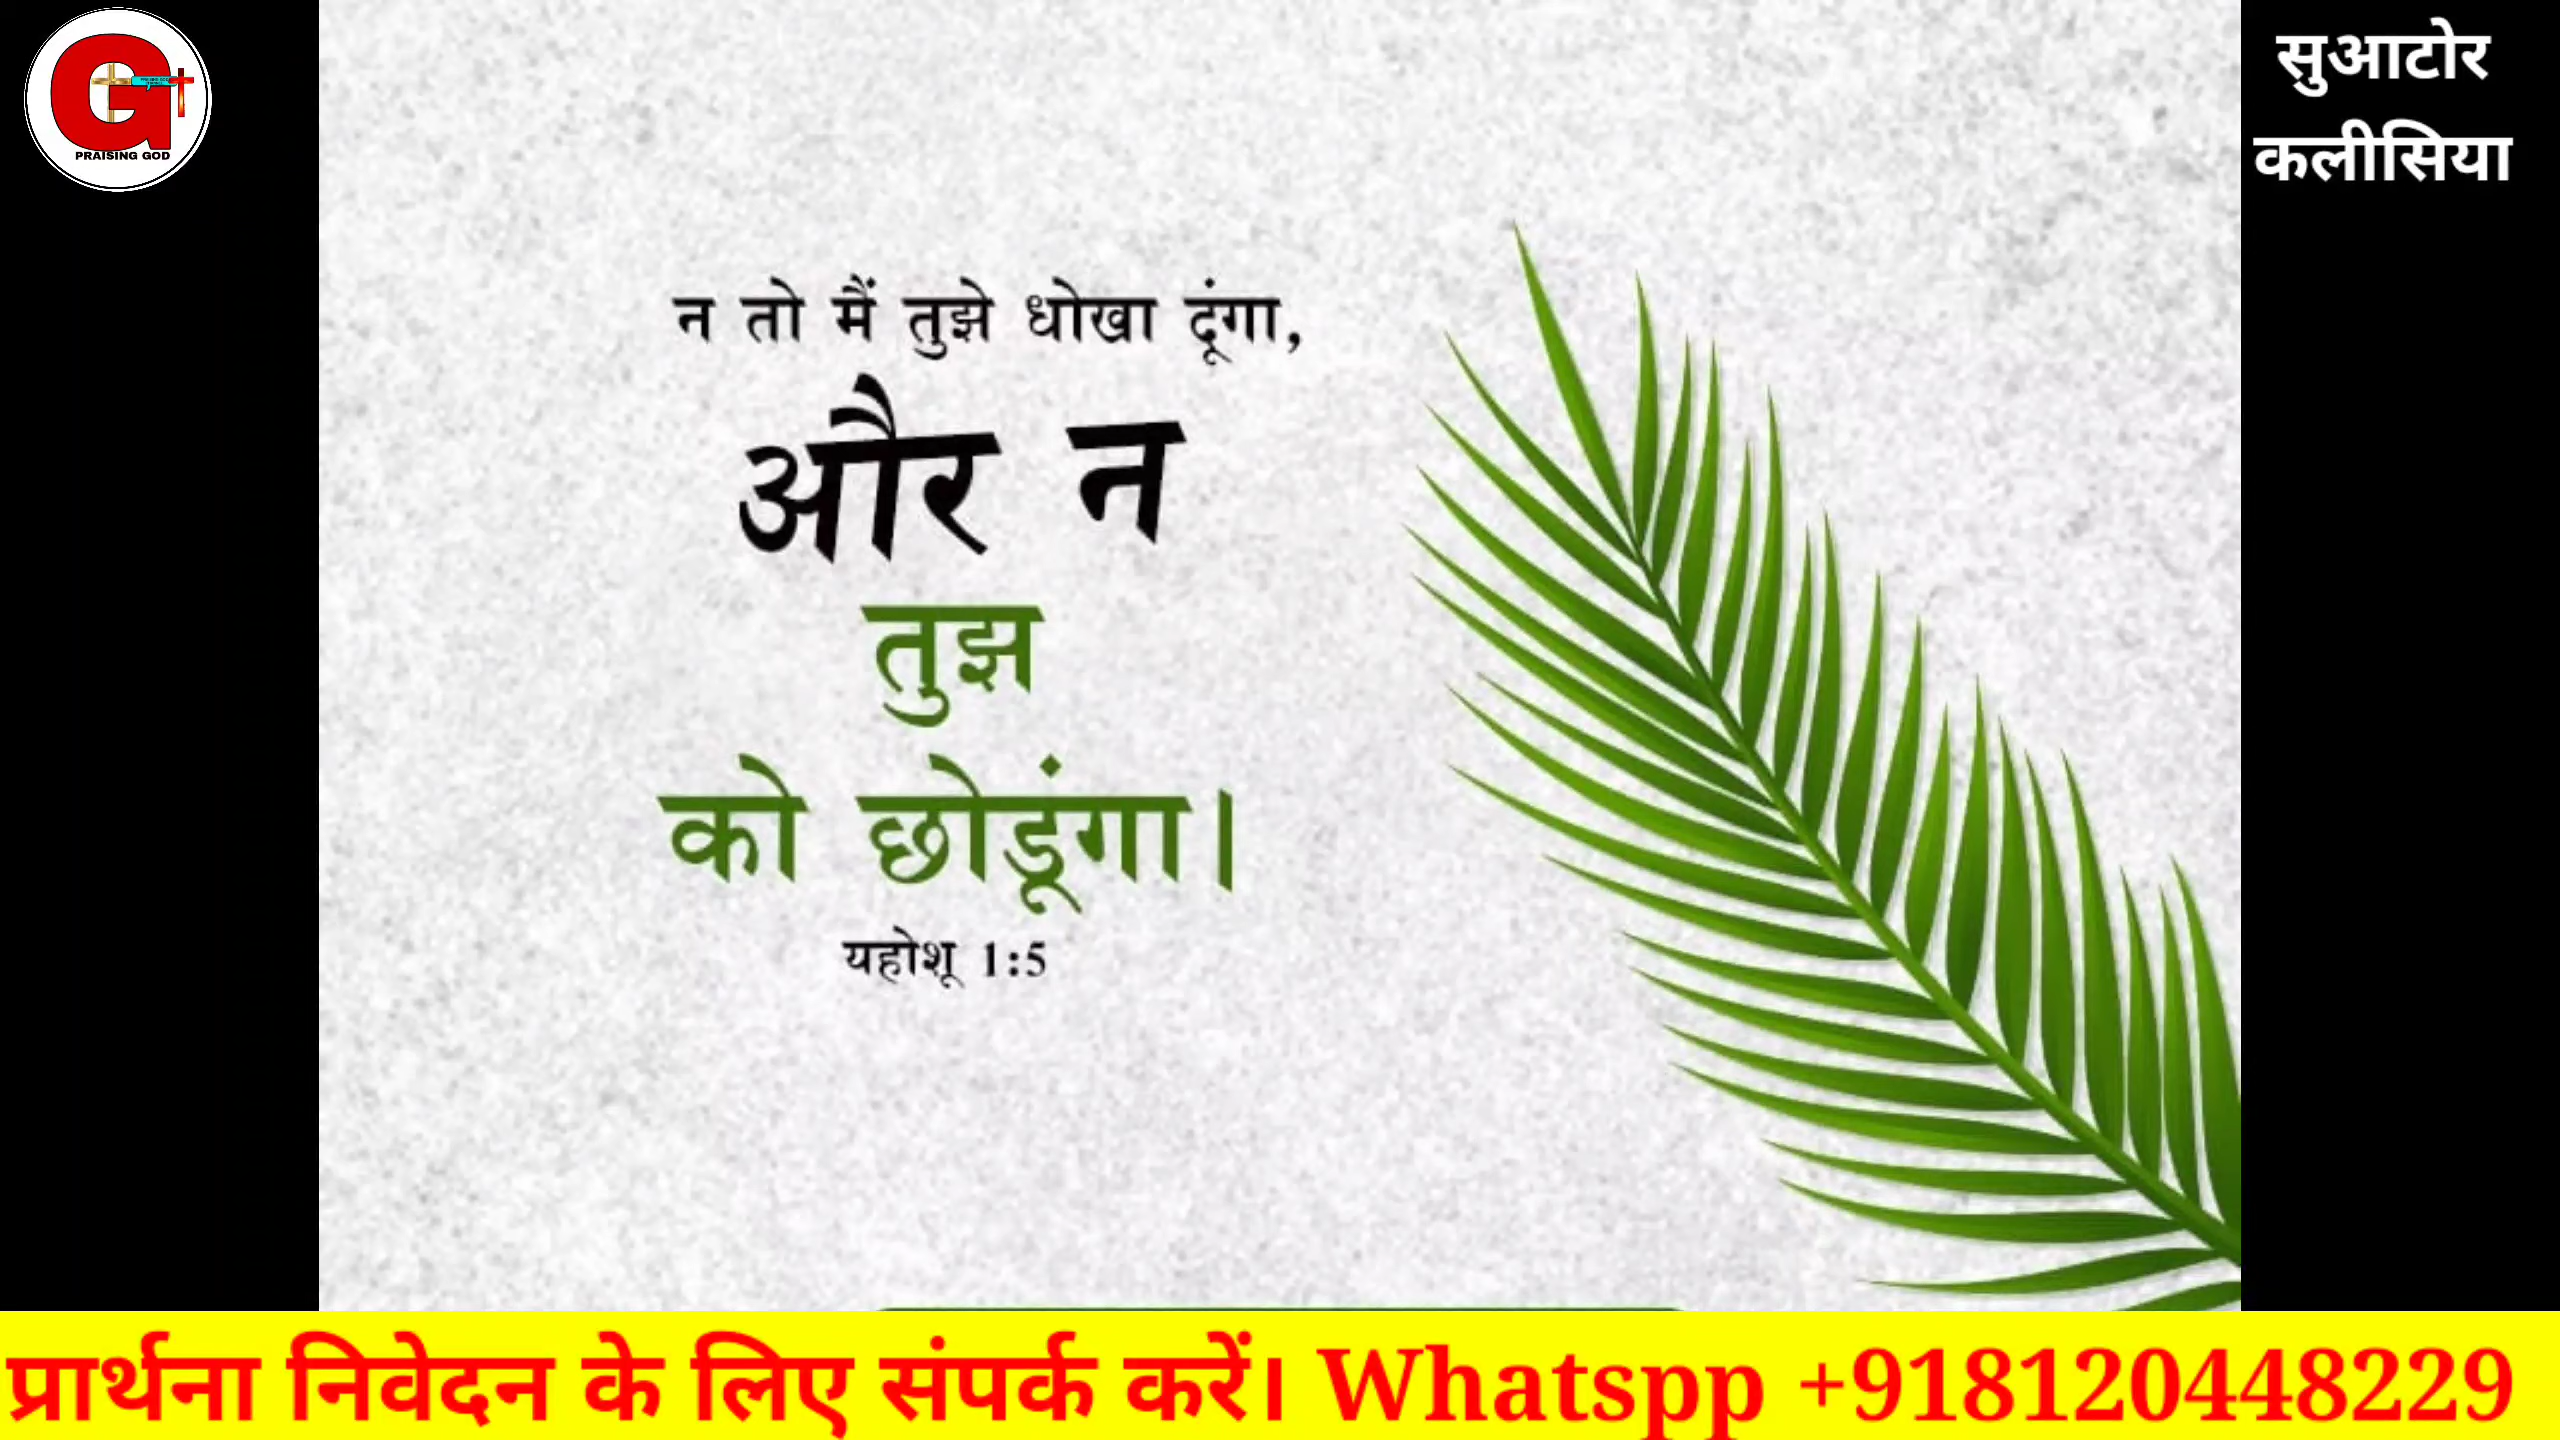 PRAISING GOD
सुआटोर
कलीसिया
न तो मैं तुझे धोखा दूंगा,
और न
तुझ
को छोडूंगा।
यहोशू 1:5
प्रार्थना निवेदन के लिए संपर्क करें। Whatspp +918120448229